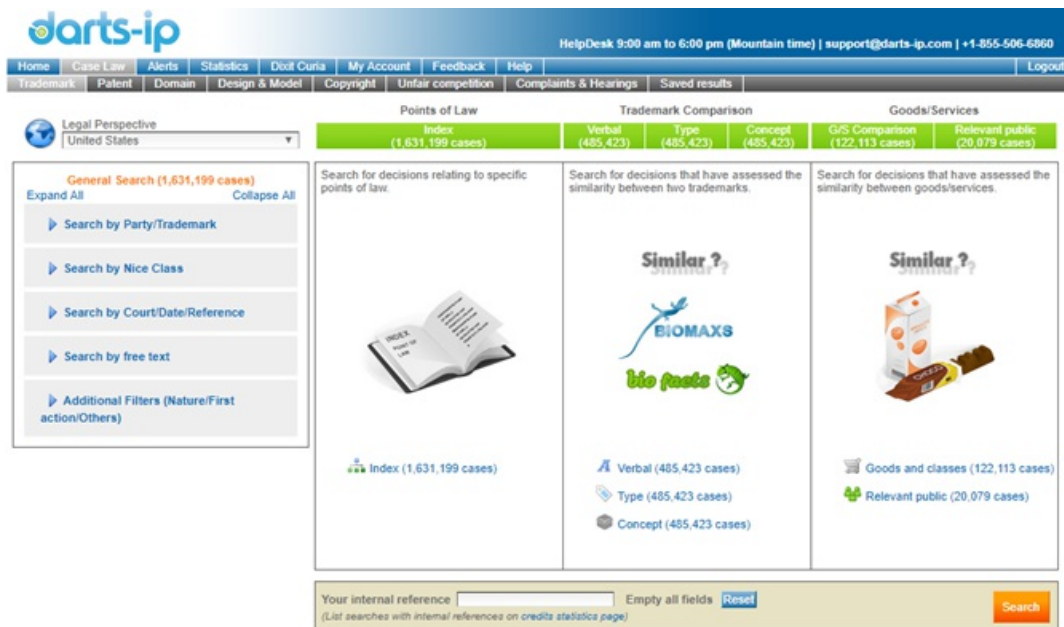 darts-ip
HelpDesk 9:00 am to 6:00 pm (Mountain time) | support@darts-ip.com | +1-855-506-6860
Home Case Law Alerts Statistics Dixit Curia My Account Feedback Help Logout
Trademark Patent Domain Design & Model Copyright Unfair competition Complaints & Hearings Saved results
Legal Perspective
United States
Points of Law Trademark Comparison Goods/Services
Index Verbal Type Concept G/S Comparison Relevant public
(1,631,199 cases) (485,423) (485,423) (485,423) (122,113 cases) (20,079 cases)
General Search (1,631,199 cases)
Expand All Collapse All
Search by Party/Trademark
Search by Nice Class
Search by Court/Date/Reference
Search by free text
Additional Filters (Nature/First
action/Others)
Search for decisions relating to specific
points of law.
INDEX
POINT OF
LAW
Index (1,631,199 cases)
Search for decisions that have assessed the
similarity between two trademarks.
Similar ??
BIOMAXS
bio facts
Verbal (485,423 cases)
Type (485,423 cases)
Concept (485,423 cases)
Search for decisions that have assessed the
similarity between goods/services.
Similar ??
CHOCO
Goods and classes (122,113 cases)
Relevant public (20,079 cases)
Your internal reference Empty all fields Reset
(List searches with internal references on credits statistics page)
Search